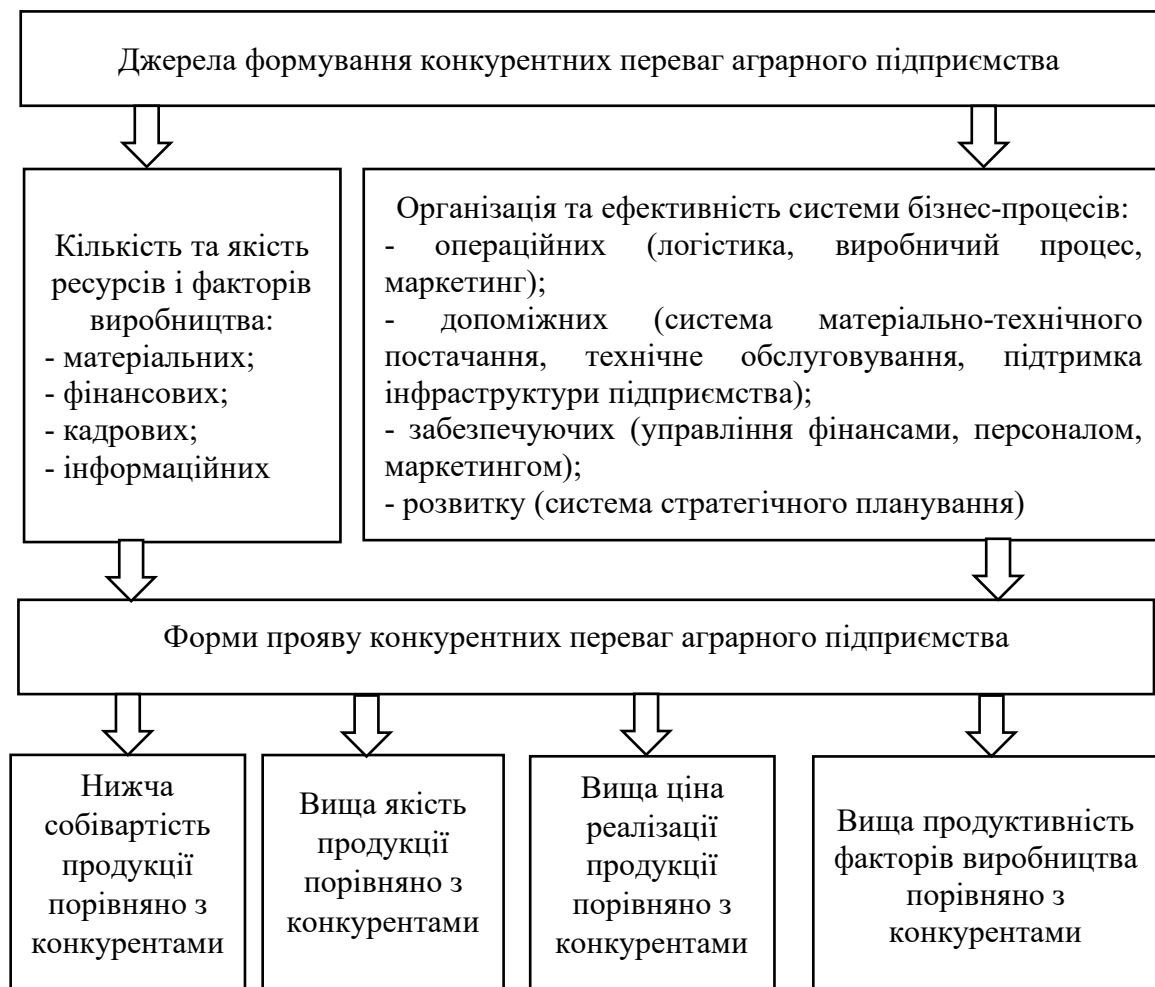 Джерела формування конкурентних переваг аграрного підприємства
Кількість та якість
ресурсів і факторів
виробництва:
- матеріальних;
- фінансових;
- кадрових;
- інформаційних
Організація та ефективність системи бізнес-процесів:
- операційних (логістика, виробничий процес,
маркетинг);
- допоміжних (система матеріально-технічного
постачання, технічне обслуговування, підтримка
інфраструктури підприємства);
- забезпечуючих (управління фінансами, персоналом,
маркетингом);
- розвитку (система стратегічного планування)
Форми прояву конкурентних переваг аграрного підприємства
Нижча
собівартість
продукції
порівняно з
конкурентами
Вища якість
продукції
порівняно з
конкурентами
Вища ціна
реалізації
продукції
порівняно з
конкурентами
Вища продуктивність
факторів виробництва
порівняно з
конкурентами